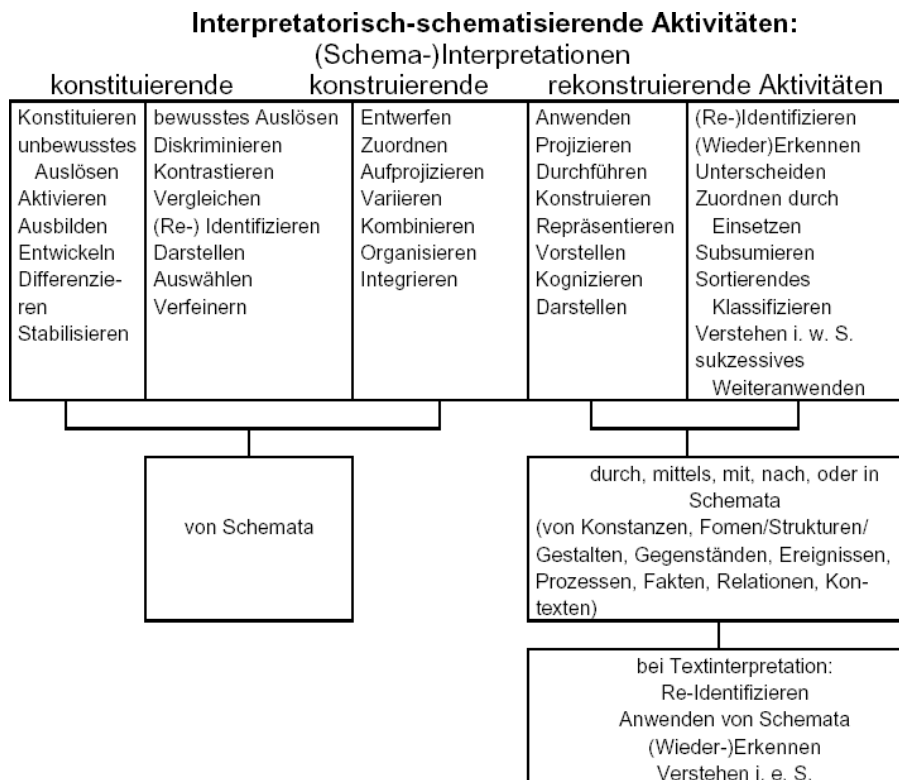 Interpretatorisch-schematisierende Aktivitäten:
(Schema-)Interpretationen
konstituierende
konstruierende
rekonstruierende Aktivitäten
Konstituieren
unbewusstes
Auslösen
Aktivieren
Ausbilden
Entwickeln
Differenzie-
ren
Stabilisieren
bewusstes Auslösen
Diskriminieren
Kontrastieren
Vergleichen
(Re-) Identifizieren
Darstellen
Auswählen
Verfeinern
Entwerfen
Zuordnen
Aufprojizieren
Variieren
Kombinieren
Organisieren
Integrieren
Anwenden
Projizieren
Durchführen
Konstruieren
Repräsentieren
Vorstellen
Kognizieren
Darstellen
(Re-)Identifizieren
(Wieder)Erkennen
Unterscheiden
Zuordnen durch
Einsetzen
Subsumieren
Sortierendes
Klassifizieren
Verstehen i. w. S.
sukzessives
Weiteranwenden
von Schemata
durch, mittels, mit, nach, oder in
Schemata
(von Konstanzen, Fomen/Strukturen/
Gestalten, Gegenständen, Ereignissen,
Prozessen, Fakten, Relationen, Kon-
texten)
bei Textinterpretation:
Re-Identifizieren
Anwenden von Schemata
(Wieder-)Erkennen
Verstehen i. e. S.